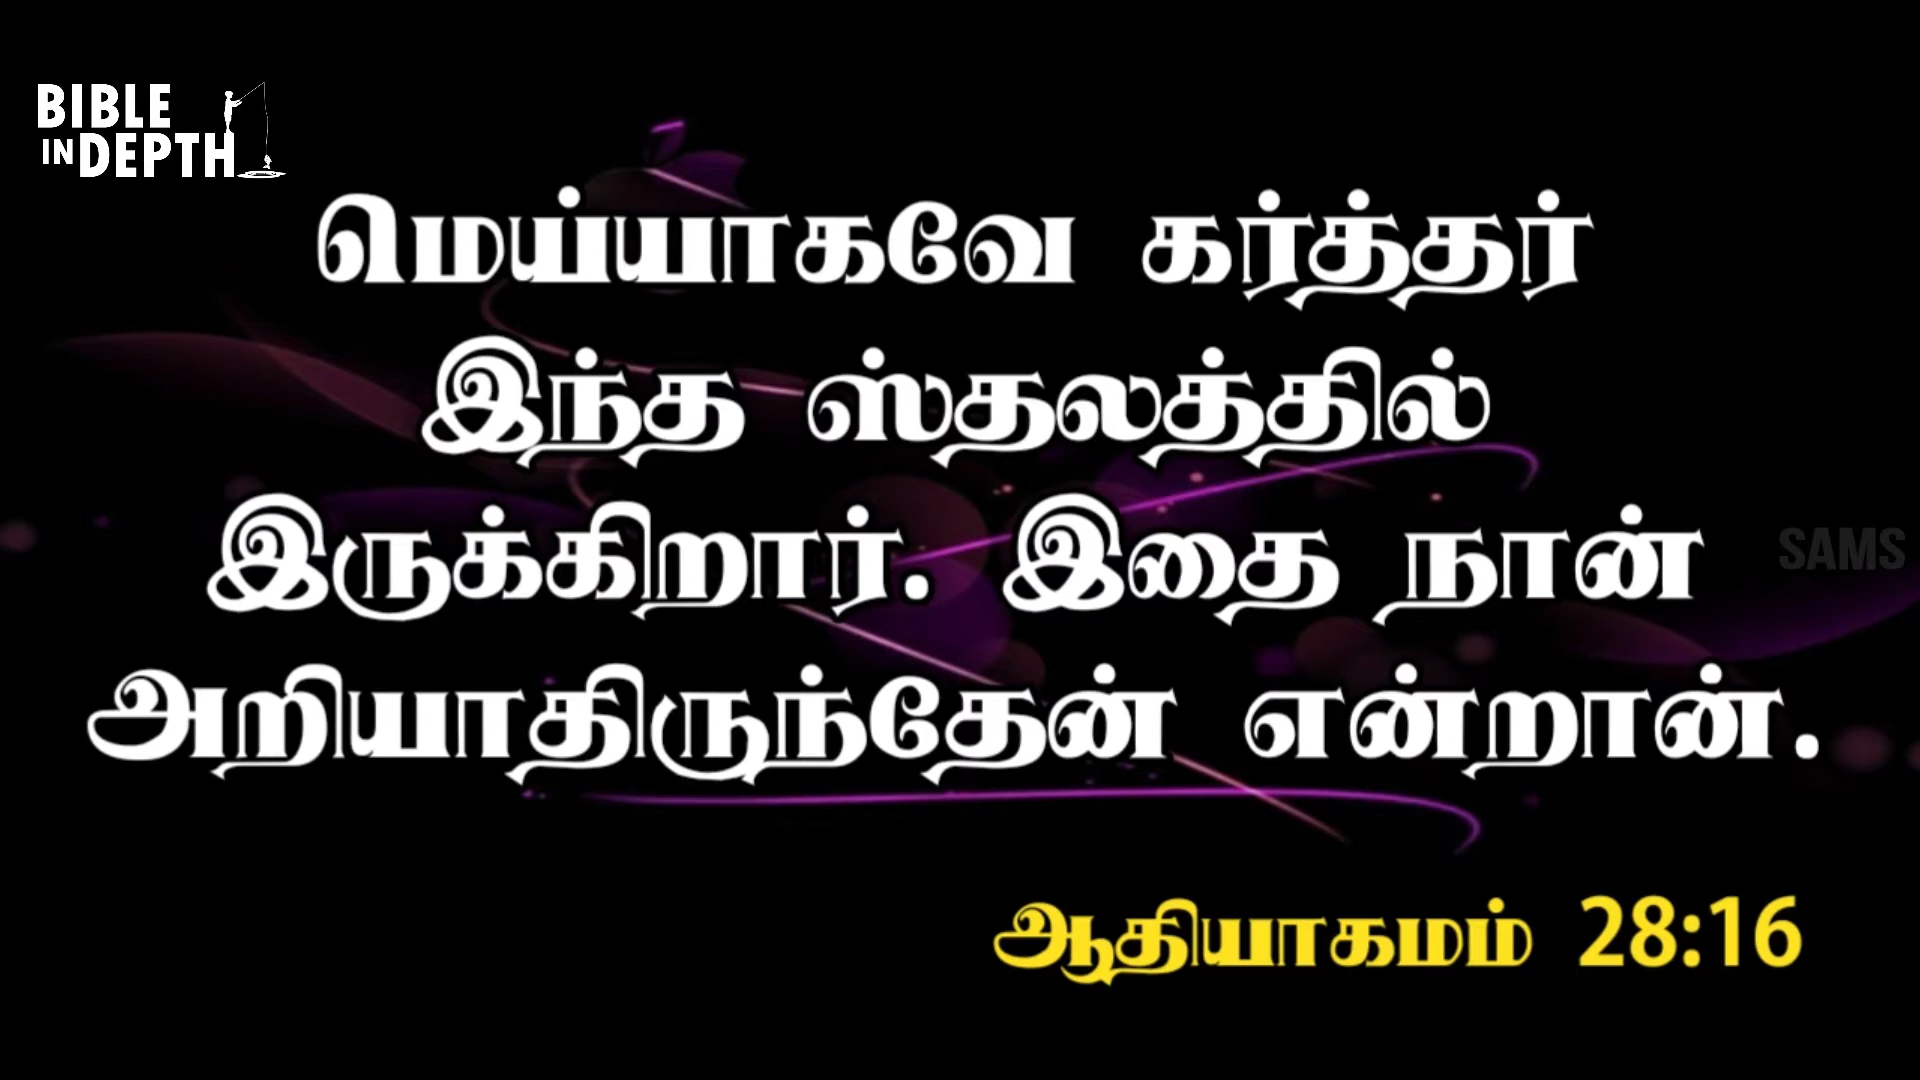 BIBLE
IN DEPTH
மெய்யாகவே கர்த்தர்
இந்த ஸ்தலத்தில்
இருக்கிறார். இதை நான்
அறியாதிருந்தேன் என்றான்.
SAMS
ஆதியாகமம் 28:16